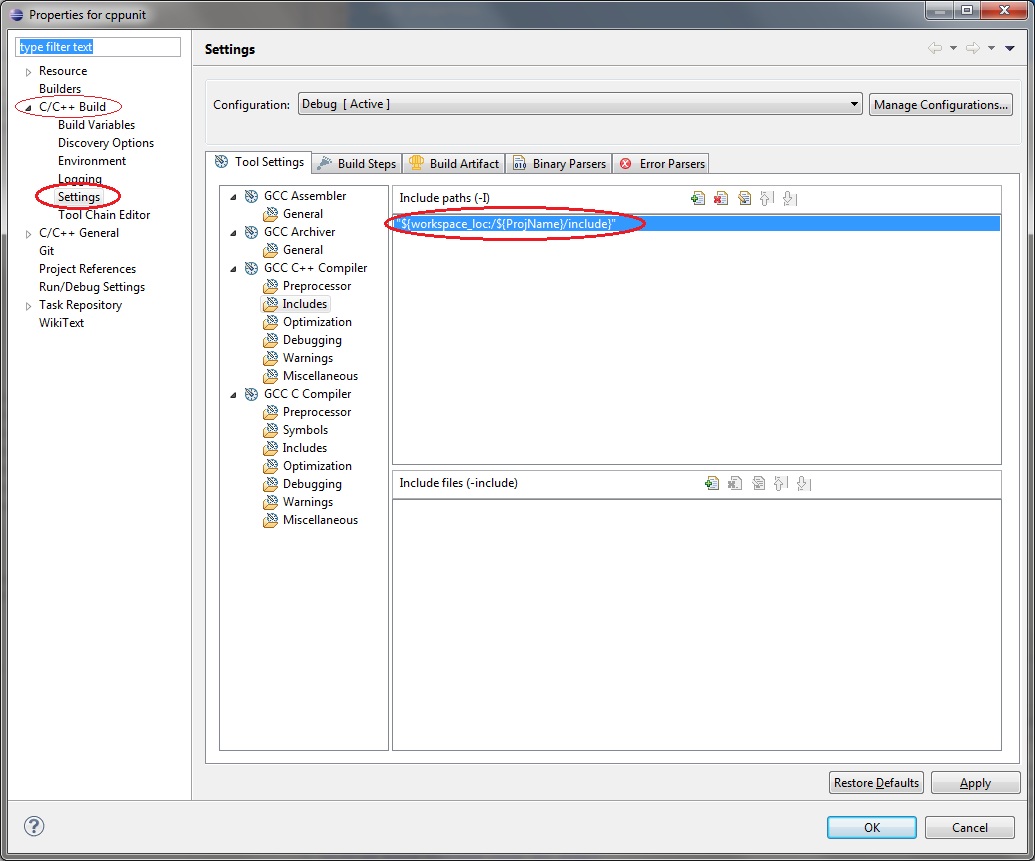 Properties for cppunit
type filter text
Resource
Builders
C/C++ Build
Build Variables
Discovery Options
Environment
Logging
Settings
Tool Chain Editor
C/C++ General
Git
Project References
Run/Debug Settings
Task Repository
WikiText
Settings
Configuration: Debug [ Active ] Manage Configurations...
Tool Settings Build Steps Build Artifact Binary Parsers Error Parsers
GCC Assembler
General
GCC Archiver
General
GCC C++ Compiler
Preprocessor
Includes
Optimization
Debugging
Warnings
Miscellaneous
GCC C Compiler
Preprocessor
Symbols
Includes
Optimization
Debugging
Warnings
Miscellaneous
Include paths (-I)
"${workspace_loc:/${ProjName}/include}"
Include files (-include)
Restore Defaults Apply
? OK Cancel